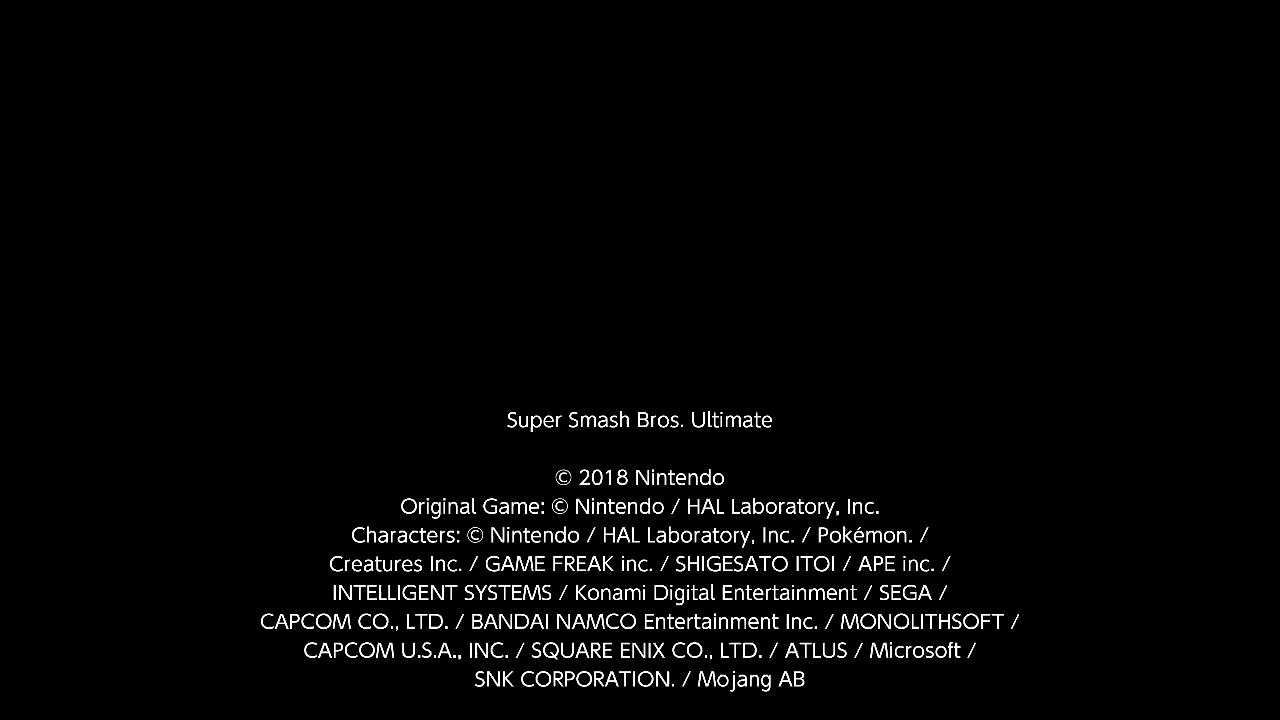 Super Smash Bros. Ultimate
© 2018 Nintendo
Original Game: © Nintendo / HAL Laboratory, Inc.
Characters: © Nintendo / HAL Laboratory, Inc. / Pokémon. /
Creatures Inc. / GAME FREAK inc. / SHIGESATO ITOI / APE inc. /
INTELLIGENT SYSTEMS / Konami Digital Entertainment / SEGA /
CAPCOM CO., LTD. / BANDAI NAMCO Entertainment Inc. / MONOLITHSOFT /
CAPCOM U.S.A., INC. / SQUARE ENIX CO., LTD. / ATLUS / Microsoft /
SNK CORPORATION. / Mojang AB